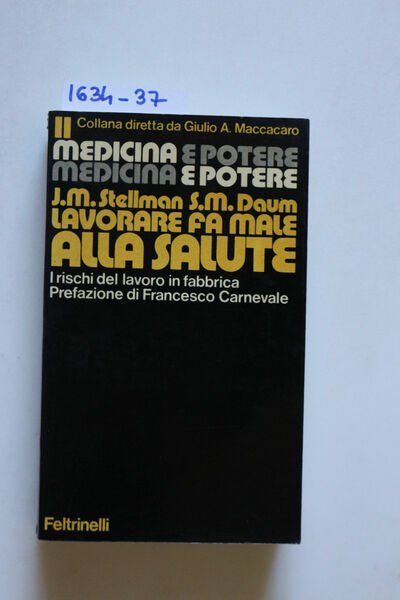 1634-37
11 Collana diretta da Giulio A. Maccacaro
MEDICINA E POTERE
MEDICINA E POTERE
J.M. Stellman S.M. Daum
LAVORARE FA MALE
ALLA SALUTE
I rischi del lavoro in fabbrica
Prefazione di Francesco Carnevale
Feltrinelli